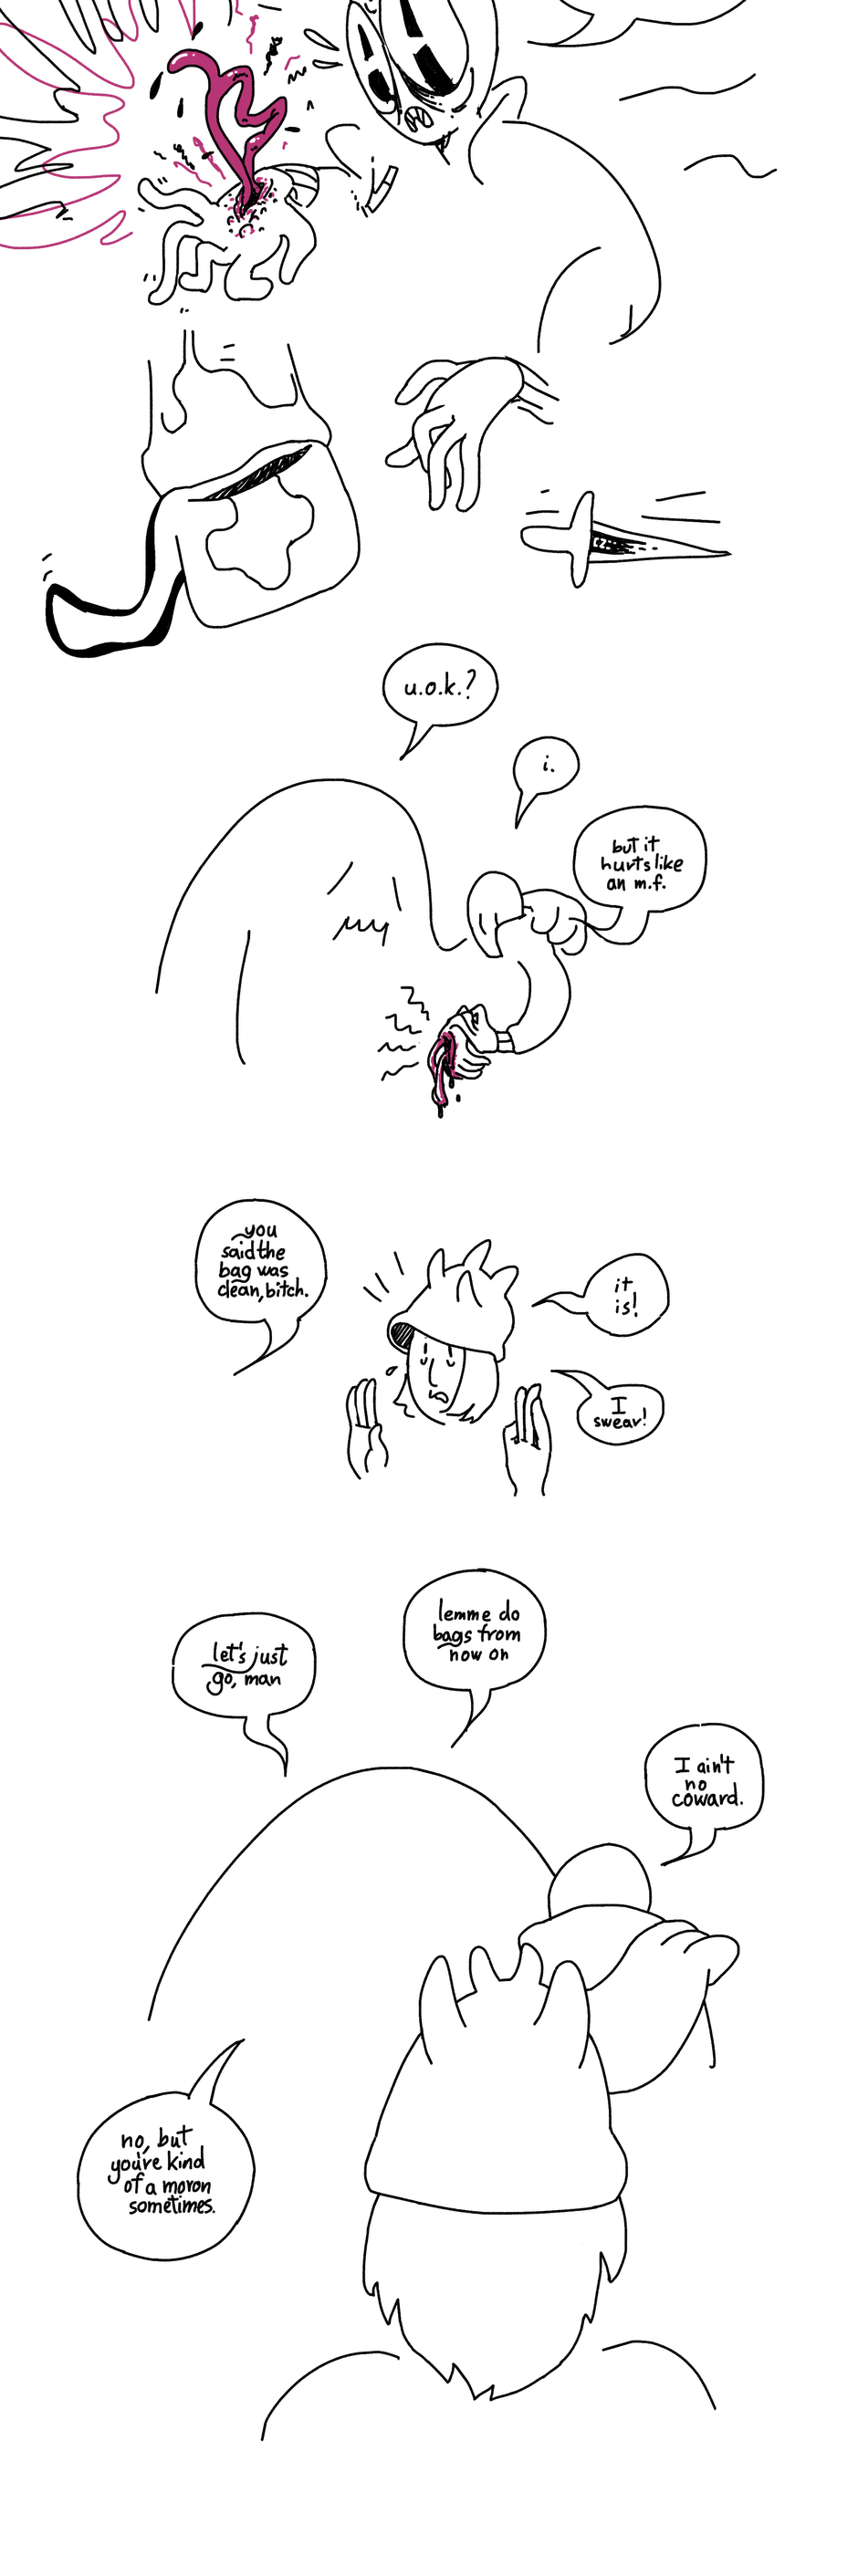 u.o.k.?
i.
but it
hurts like
an m.f.
you
said the
bag was
clean, bitch.
it
is!
I
swear!
lemme do
bags from
now on
let's just
go, man
I ain't
no
coward.
no, but
you're kind
of a moron
sometimes.